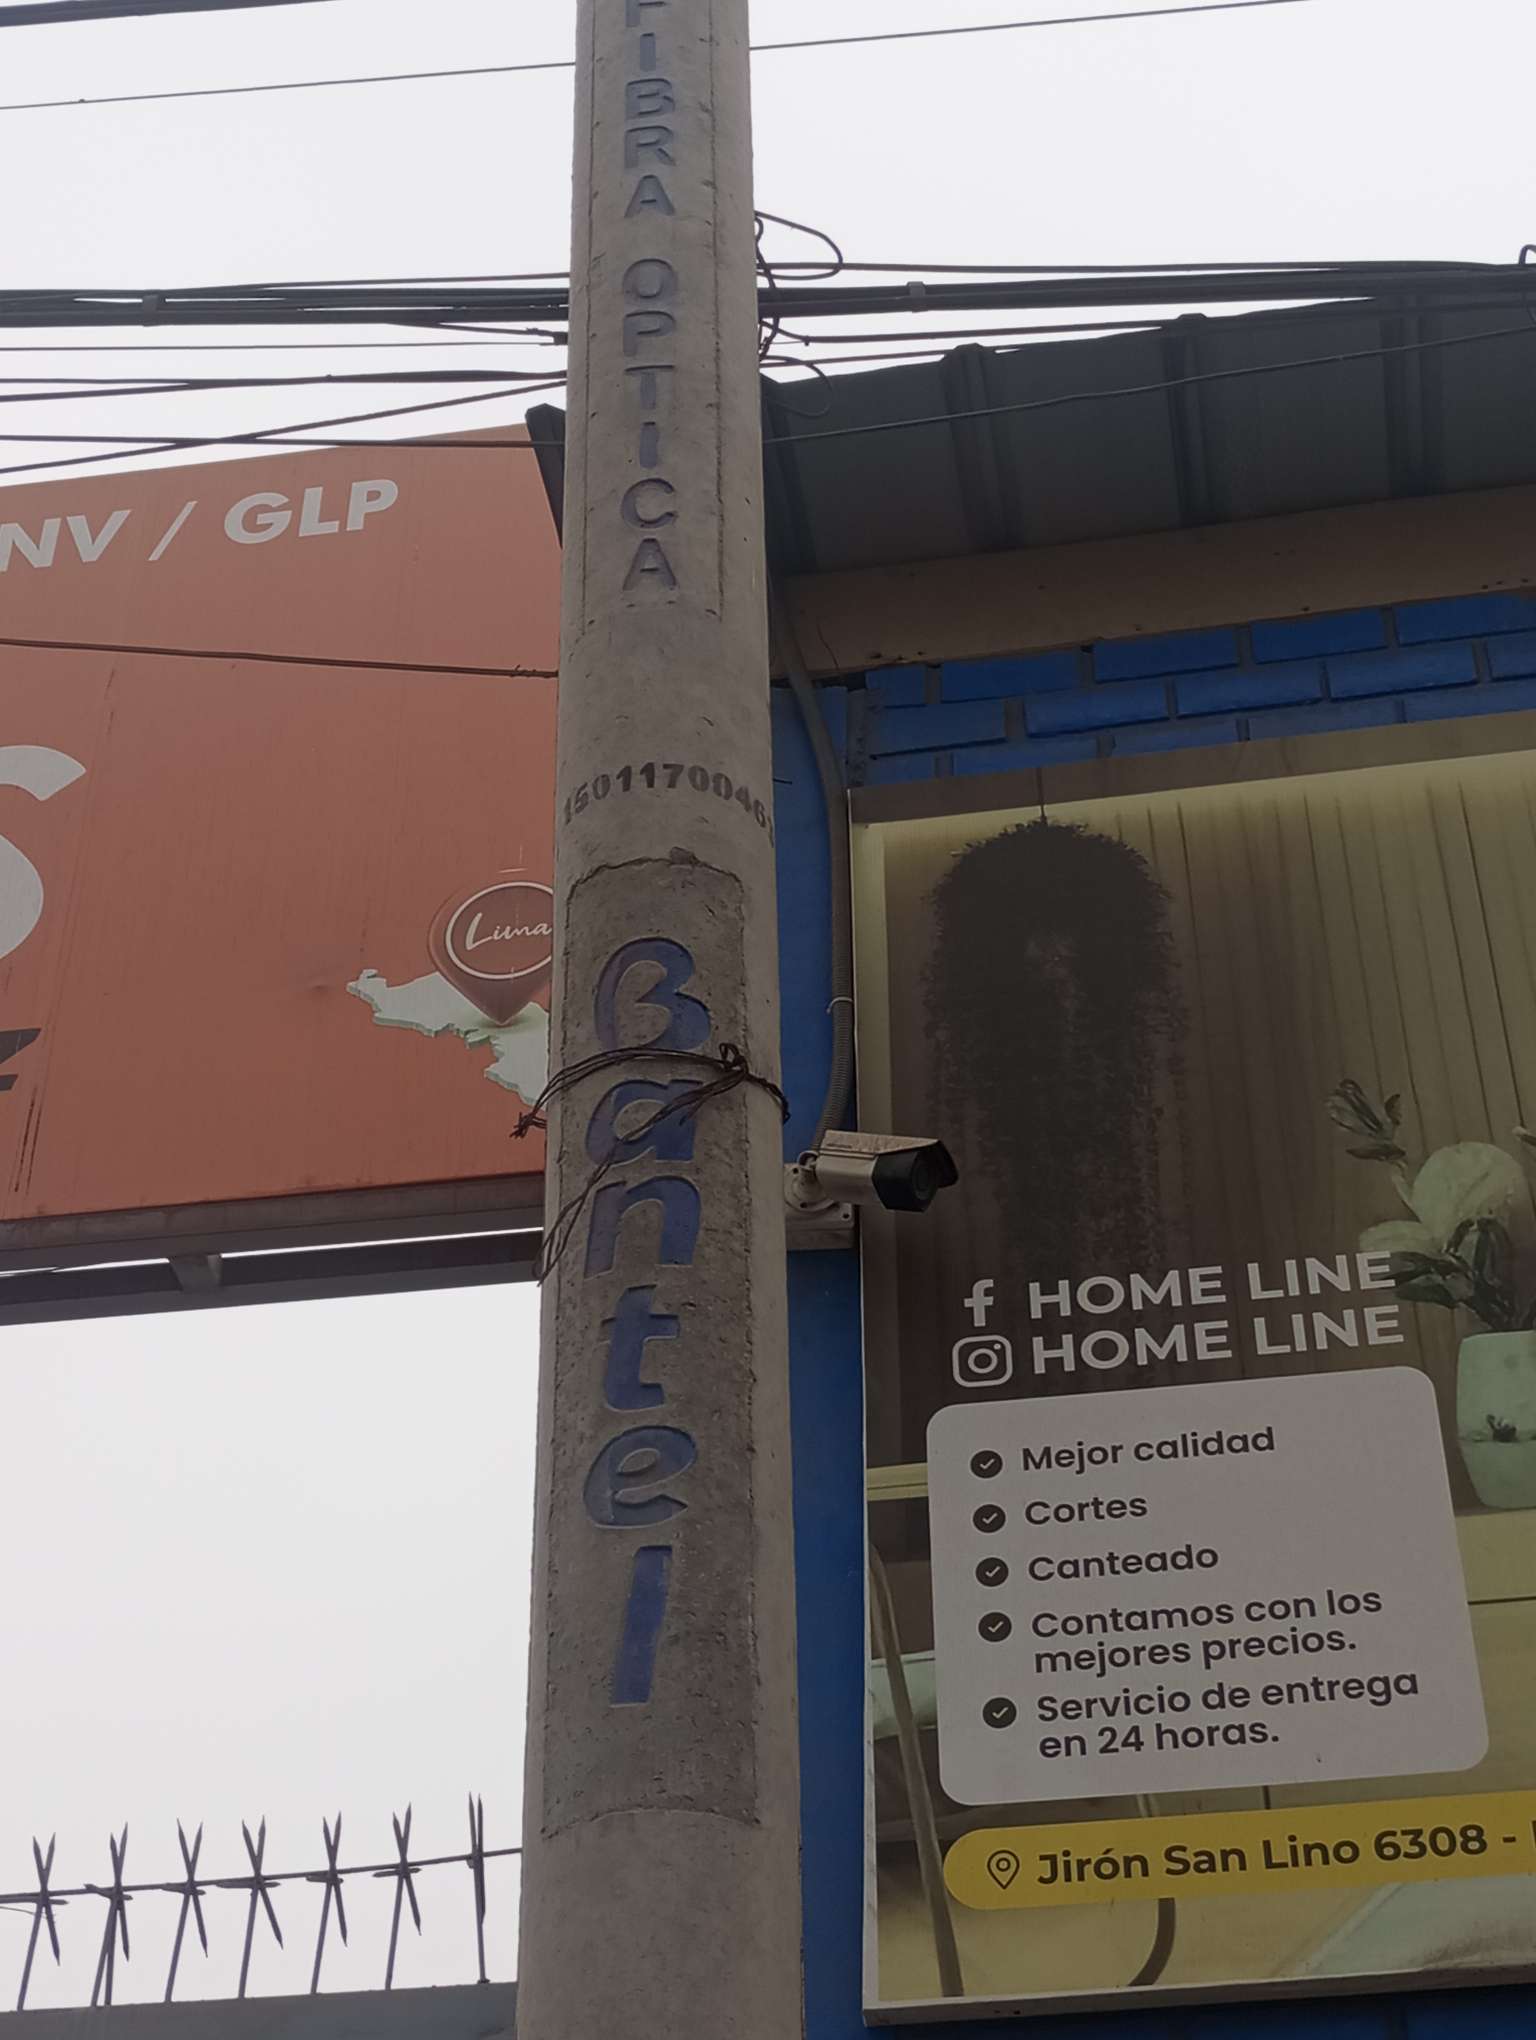 FIBRA OPTICA
NV / GLP
S
Lima
Bantel
HOME LINE
HOME LINE
Mejor calidad
Cortes
Canteado
Contamos con los
mejores precios.
Servicio de entrega
en 24 horas.
Jirón San Lino 6308 -